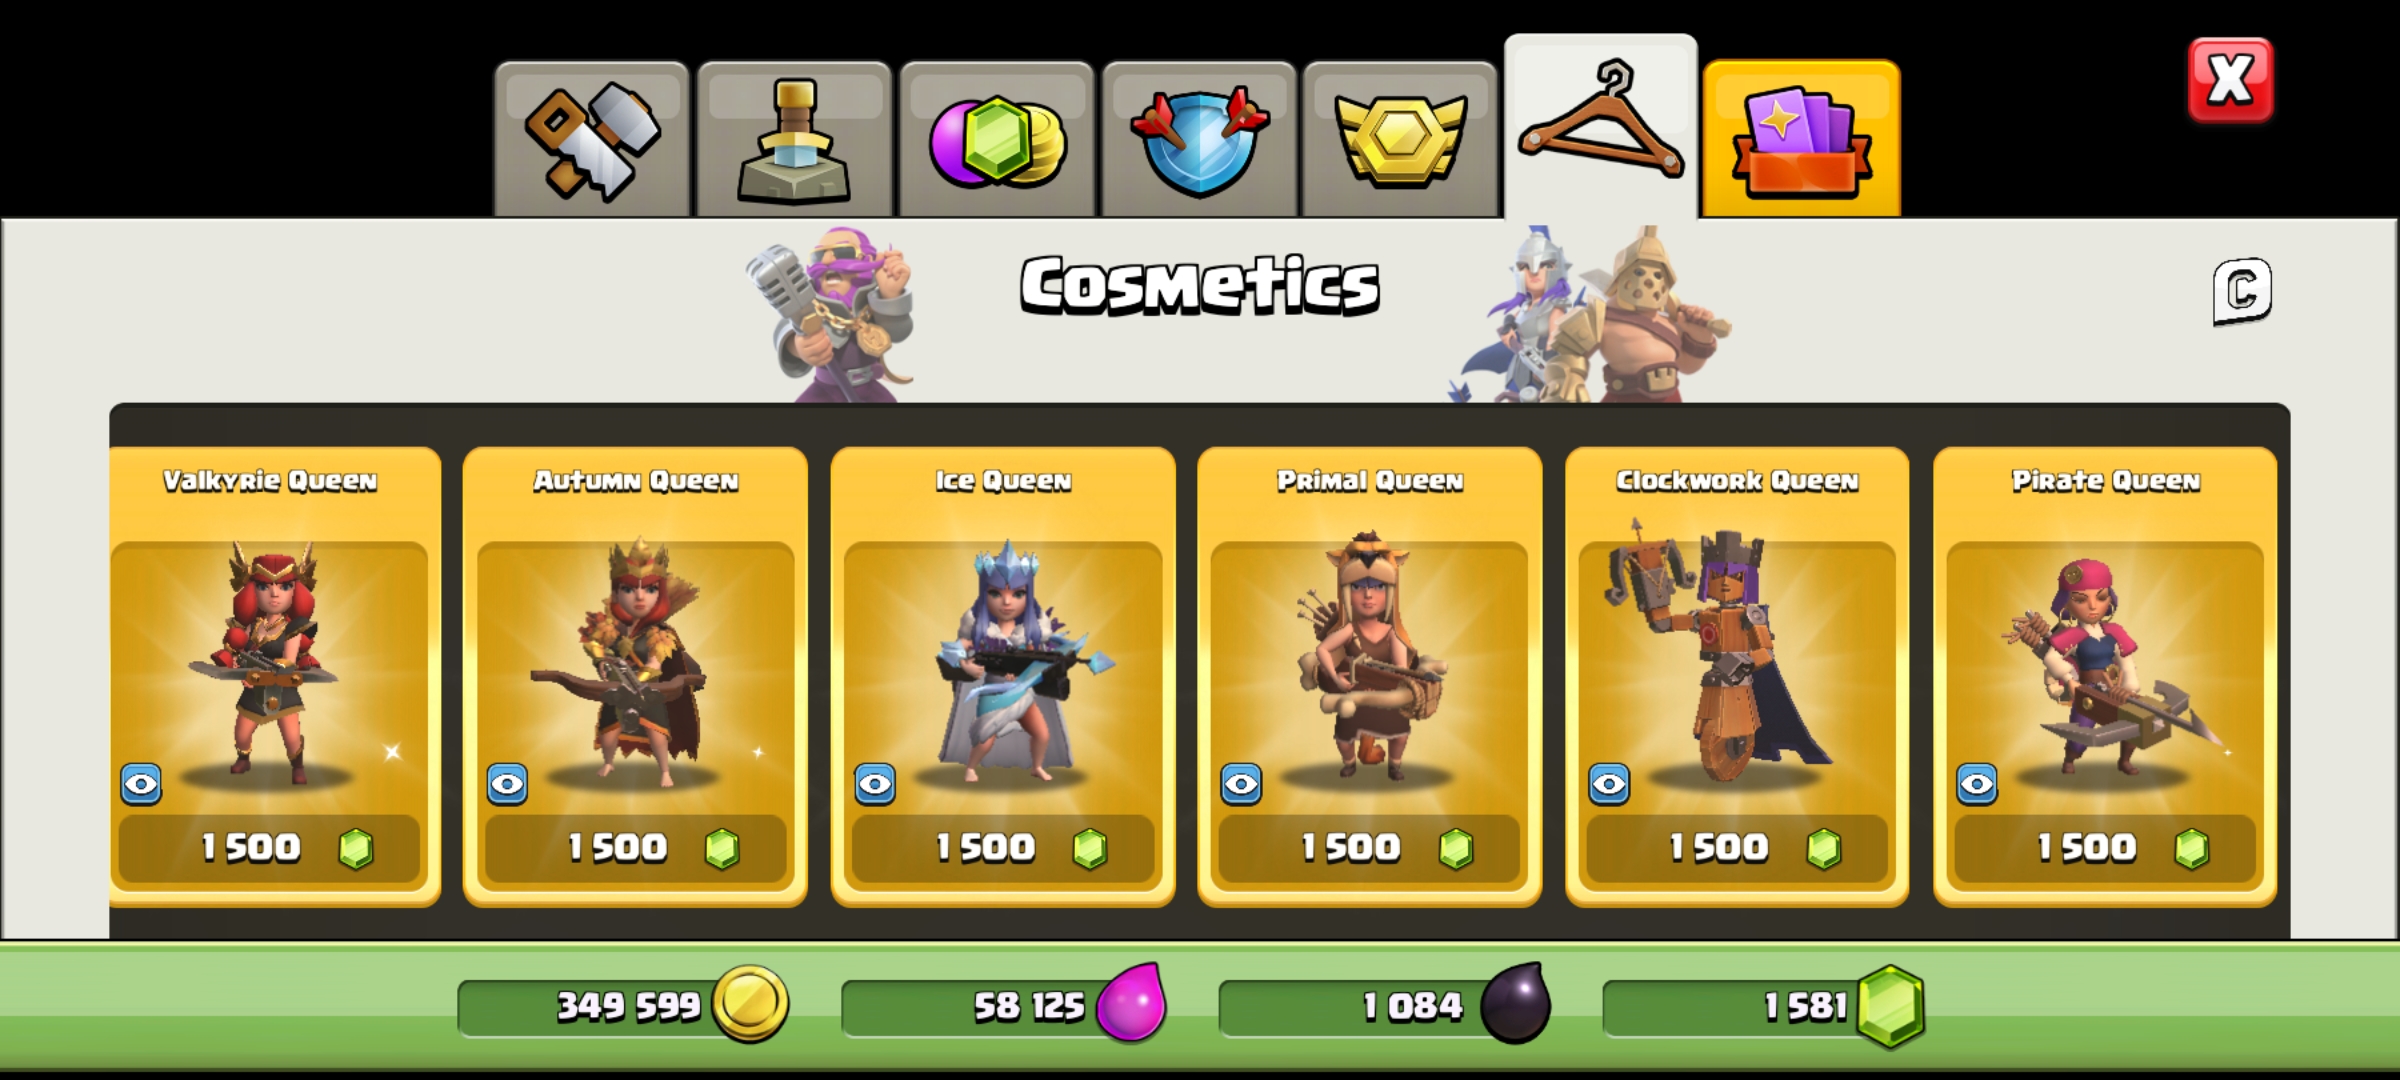 X
Cosmetics
C
Valkyrie Queen
Autumn Queen
Ice Queen
Primal Queen
Clockwork Queen
Pirate Queen
1 500
1 500
1 500
1 500
1 500
1 500
349 599
58 125
1 084
1 581